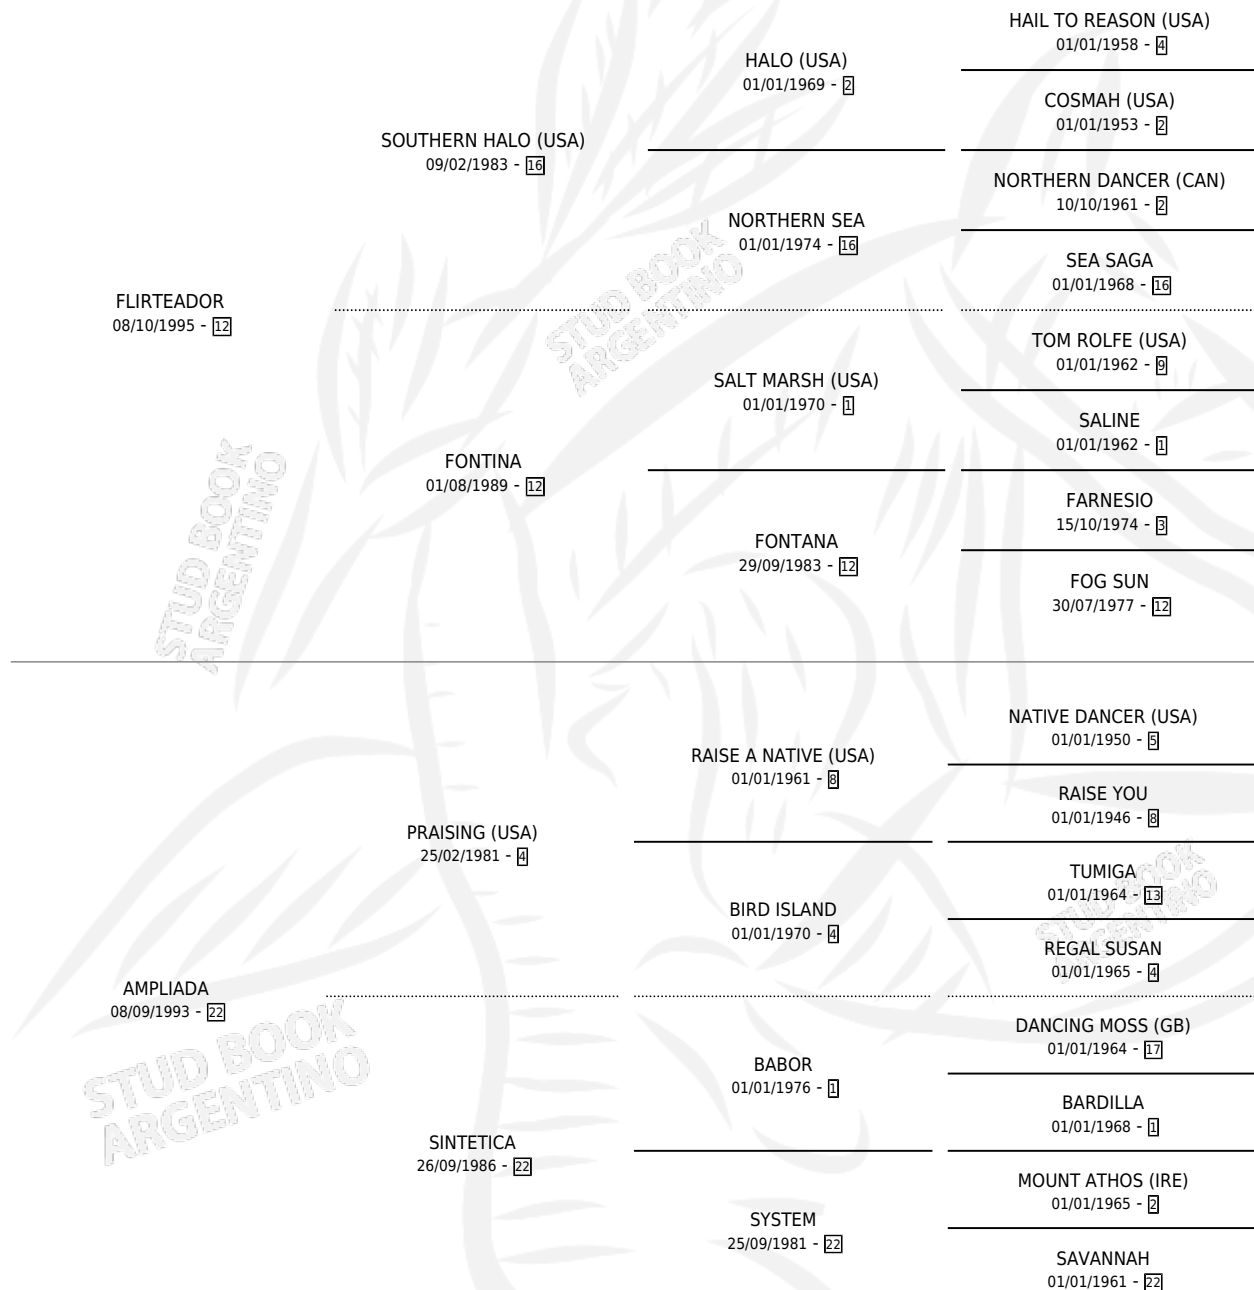 HAIL TO REASON (USA)
01/01/1958 - 4
HALO (USA)
01/01/1969 - 2
COSMAH (USA)
01/01/1953 - 2
SOUTHERN HALO (USA)
09/02/1983 - 16
NORTHERN DANCER (CAN)
10/10/1961 - 2
NORTHERN SEA
01/01/1974 - 16
SEA SAGA
01/01/1968 - 16
FLIRTEADOR
08/10/1995 - 12
STUD BOOK
ARGENTINO
TOM ROLFE (USA)
01/01/1962 - 9
SALT MARSH (USA)
01/01/1970 - 1
SALINE
01/01/1962 - 1
FONTINA
01/08/1989 - 12
FARNESIO
15/10/1974 - 3
FONTANA
29/09/1983 - 12
FOG SUN
30/07/1977 - 12
STUD BOOK
ARGENTINO
NATIVE DANCER (USA)
01/01/1950 - 5
RAISE A NATIVE (USA)
01/01/1961 - 8
RAISE YOU
01/01/1946 - 8
PRAISING (USA)
25/02/1981 - 4
TUMIGA
01/01/1964 - 13
BIRD ISLAND
01/01/1970 - 4
STUD BOOK
ARGENTINO
REGAL SUSAN
01/01/1965 - 4
AMPLIADA
08/09/1993 - 22
DANCING MOSS (GB)
01/01/1964 - 17
STUD BOOK
ARGENTINO
BABOR
01/01/1976 - 1
BARDILLA
01/01/1968 - 1
SINTETICA
26/09/1986 - 22
MOUNT ATHOS (IRE)
01/01/1965 - 2
SYSTEM
25/09/1981 - 22
SAVANNAH
01/01/1961 - 22